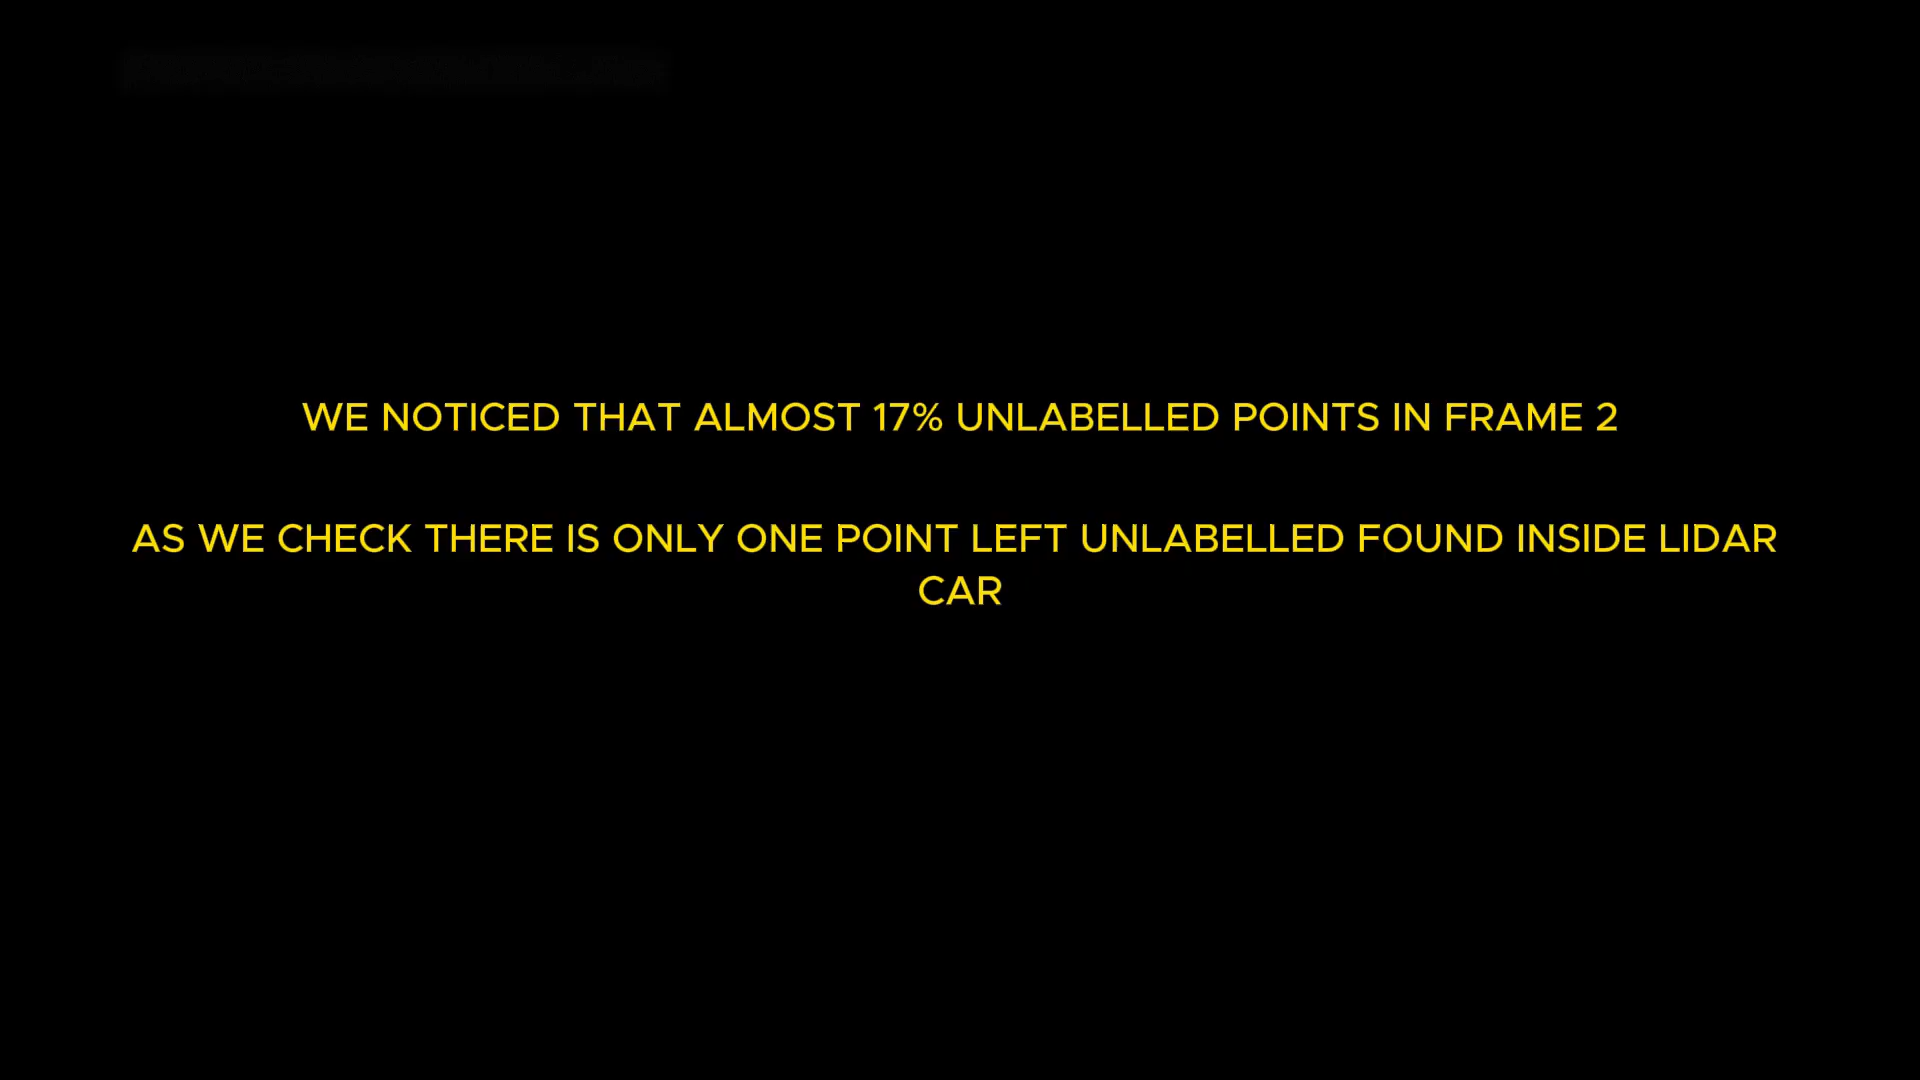 WE NOTICED THAT ALMOST 17% UNLABELLED POINTS IN FRAME 2
AS WE CHECK THERE IS ONLY ONE POINT LEFT UNLABELLED FOUND INSIDE LIDAR
CAR